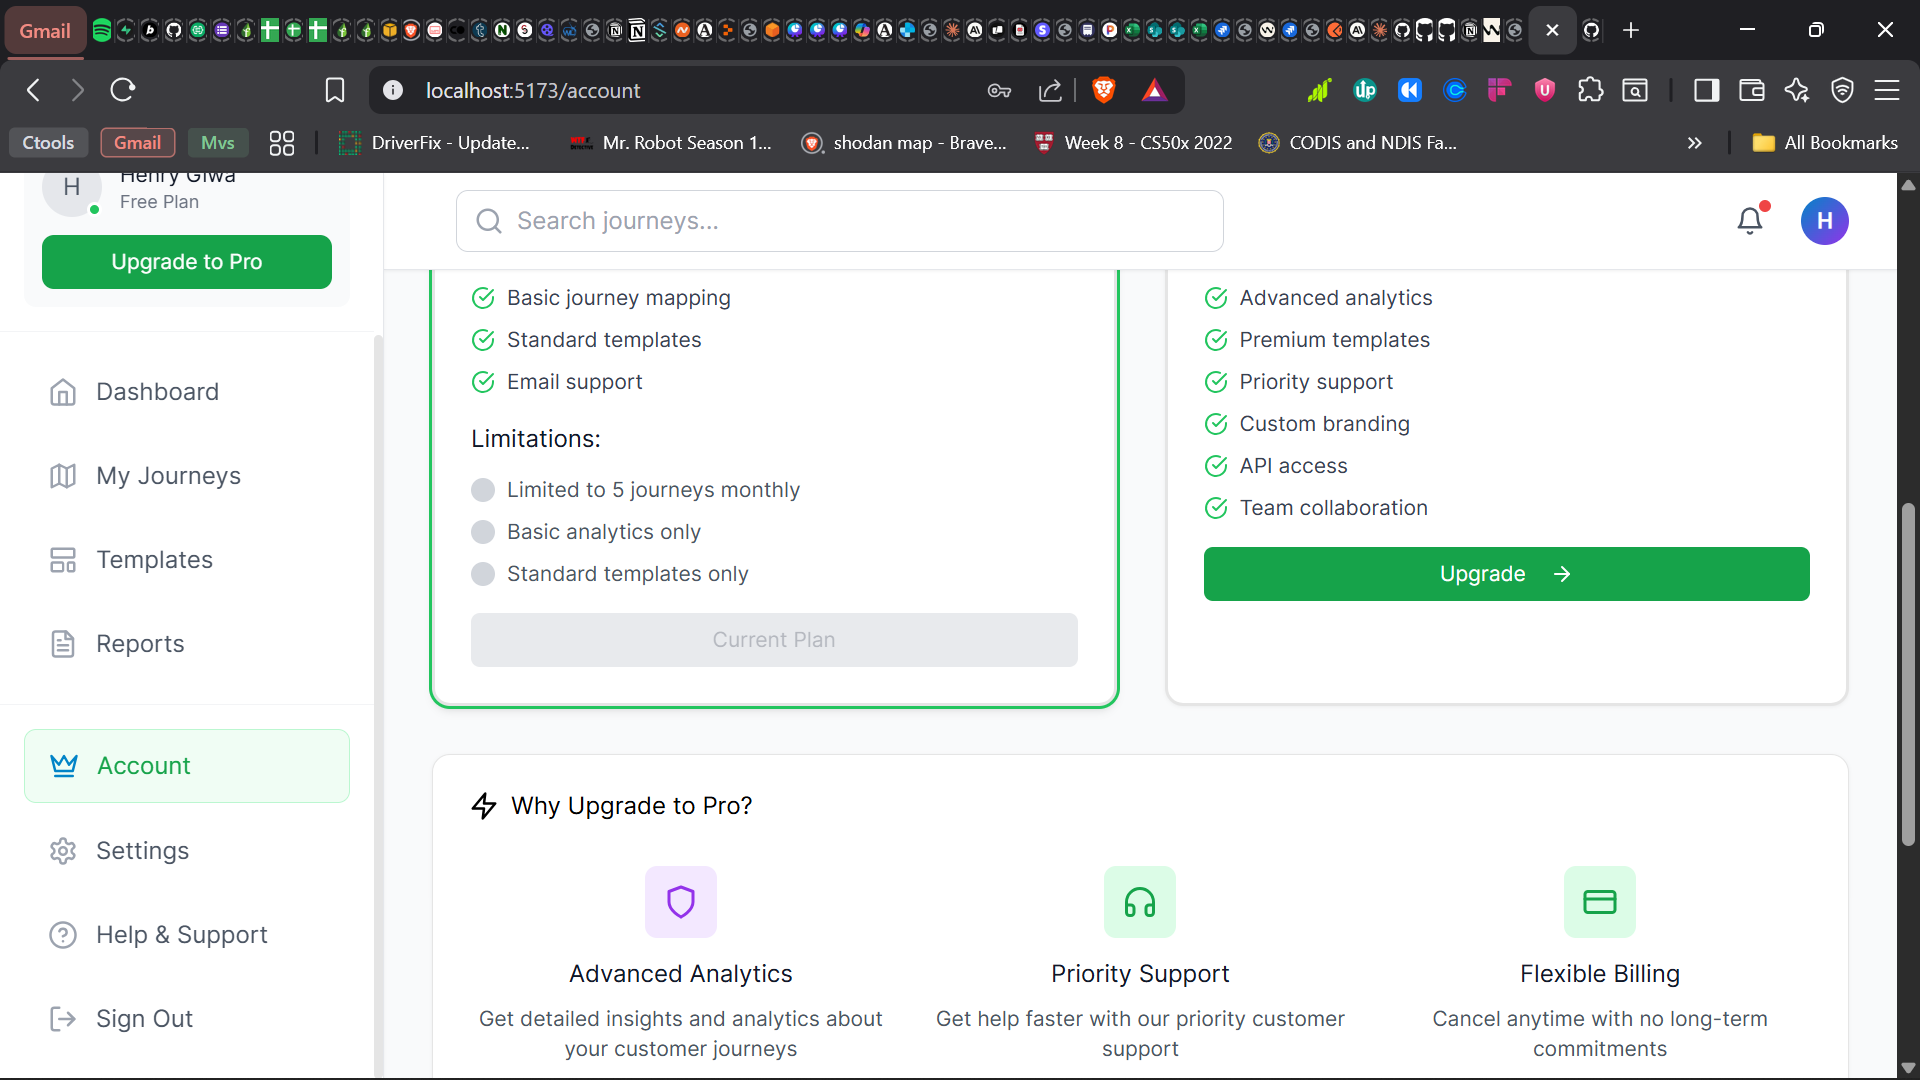 Gmail
localhost:5173/account
Ctools
Gmail
Mvs
DriverFix - Update...
Mr. Robot Season 1...
shodan map - Brave...
Week 8 - CS50x 2022
CODIS and NDIS Fa...
All Bookmarks
H
Henry Giwa
Free Plan
Upgrade to Pro
Dashboard
My Journeys
Templates
Reports
Account
Settings
Help & Support
Sign Out
Search journeys...
H
Basic journey mapping
Standard templates
Email support
Limitations:
Limited to 5 journeys monthly
Basic analytics only
Standard templates only
Current Plan
Advanced analytics
Premium templates
Priority support
Custom branding
API access
Team collaboration
Upgrade
Why Upgrade to Pro?
Advanced Analytics
Get detailed insights and analytics about
your customer journeys
Priority Support
Get help faster with our priority customer
support
Flexible Billing
Cancel anytime with no long-term
commitments